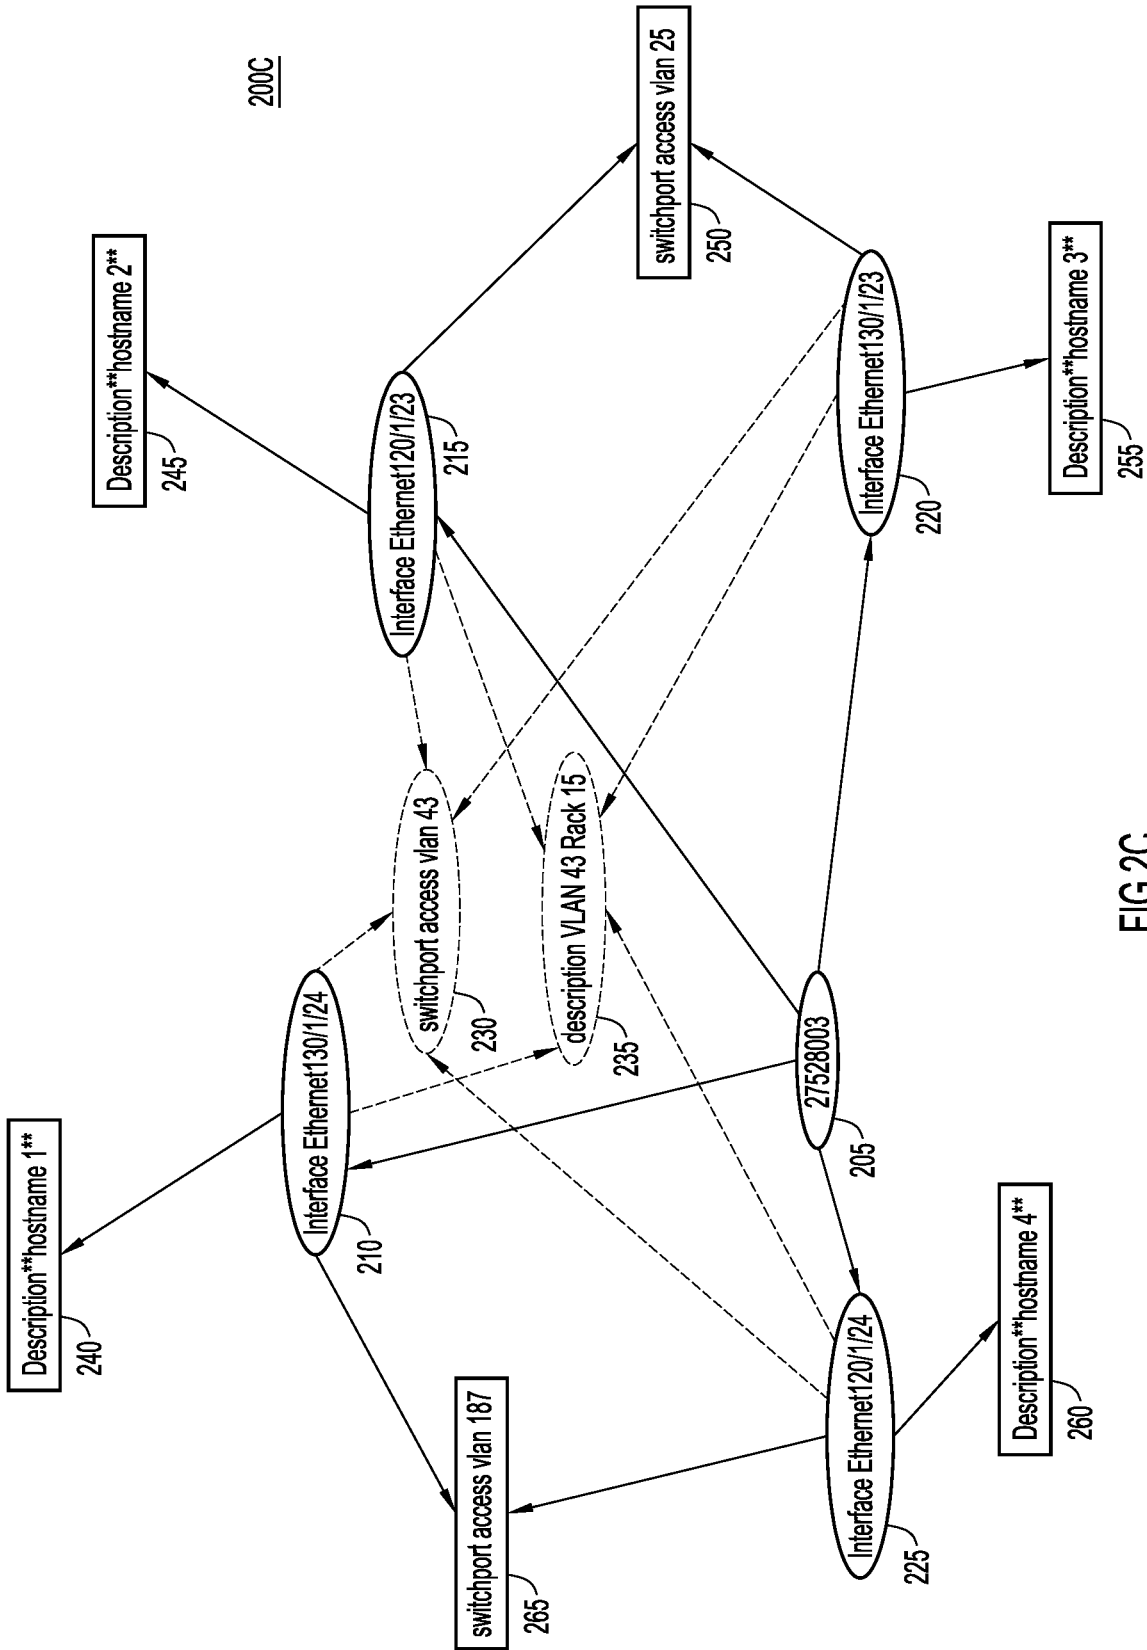 200C
Description**hostname 1**
240
Description**hostname 2**
245
Interface Ethernet130/1/24
210
Interface Ethernet120/1/23
215
switchport access vlan 187
265
switchport access vlan 43
230
description VLAN 43 Rack 15
235
switchport access vlan 25
250
27528003
205
Interface Ethernet120/1/24
225
Interface Ethernet130/1/23
220
Description**hostname 4**
260
Description**hostname 3**
255
FIG.2C